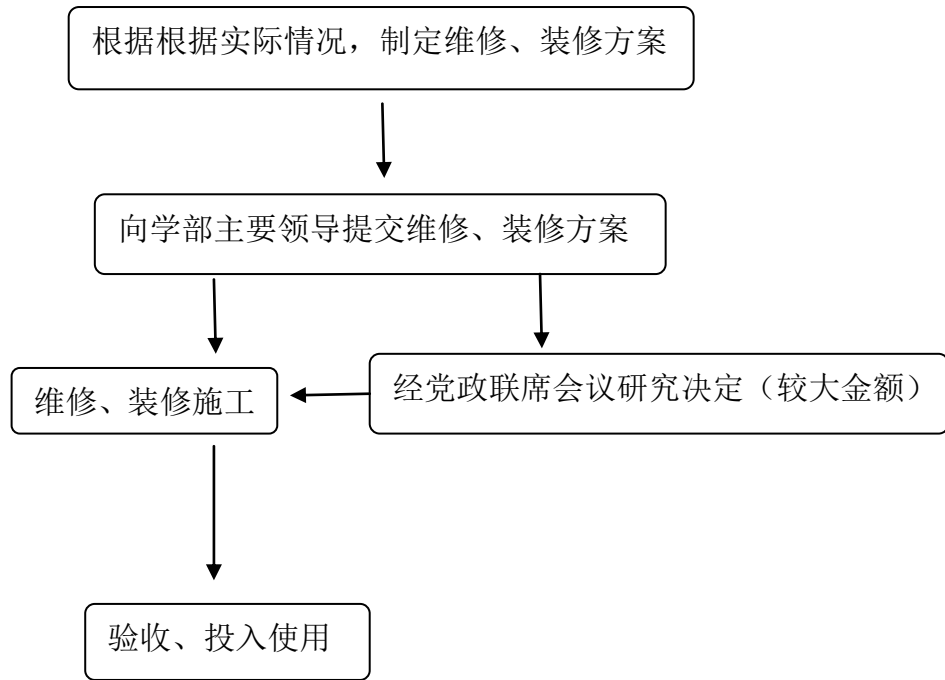 根据根据实际情况，制定维修、装修方案
向学部主要领导提交维修、装修方案
维修、装修施工
经党政联席会议研究决定（较大金额）
验收、投入使用